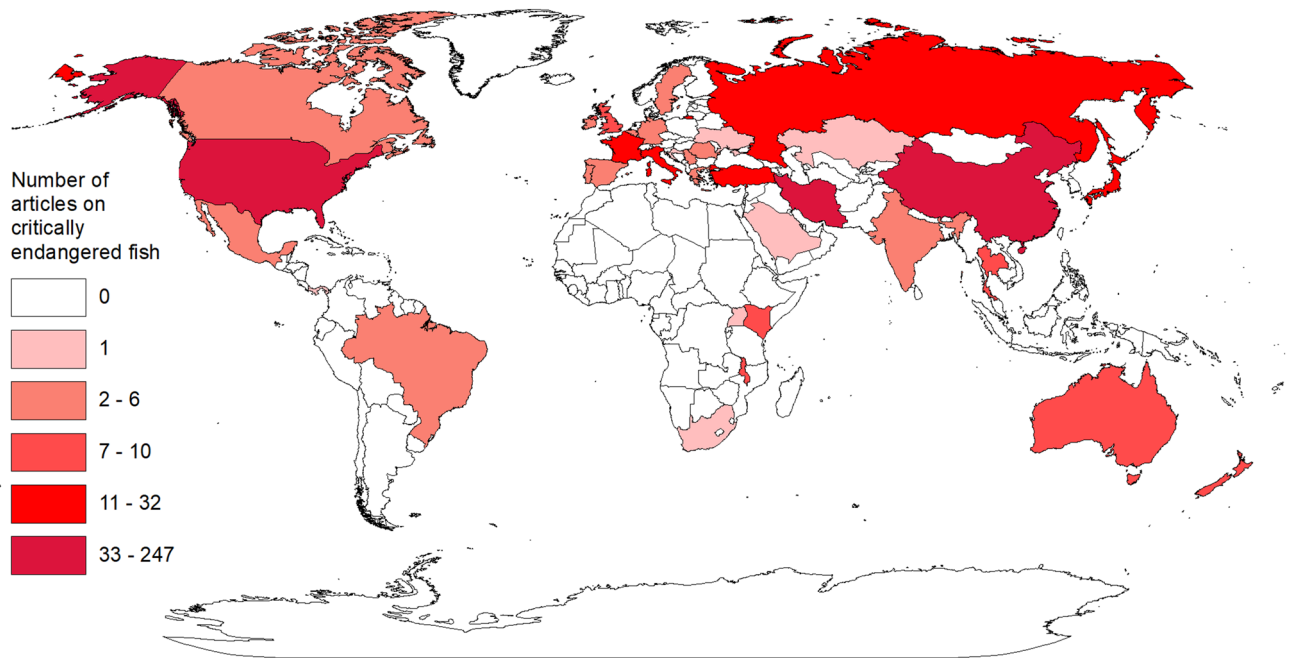 Number of
articles on
critically
endangered fish
0
1
2 - 6
7 - 10
11 - 32
33 - 247